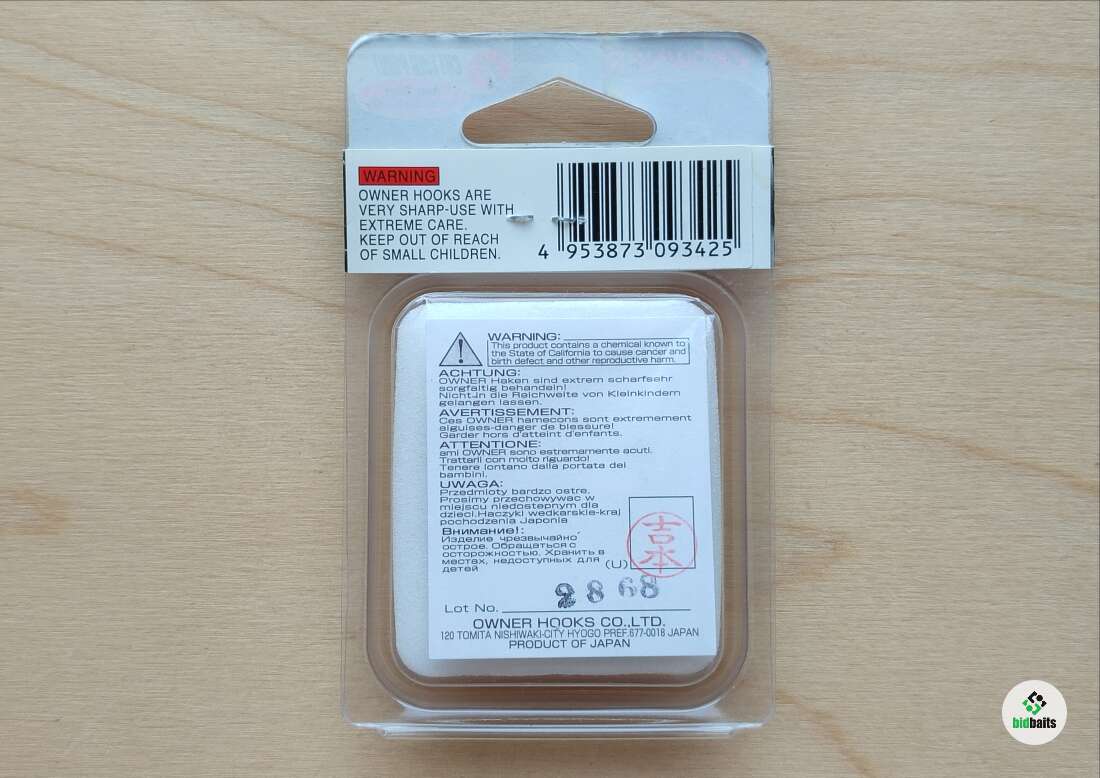 WARNING
OWNER HOOKS ARE
VERY SHARP-USE WITH
EXTREME CARE.
KEEP OUT OF REACH
OF SMALL CHILDREN.
4 953873 093425
WARNING:
This product contains a chemical known to
the State of California to cause cancer and
birth defect and other reproductive harm.
ACHTUNG:
OWNER Haken sind extrem scharfsehr
sorgfaltig behandeln!
Nicht in die Reichweite von Kleinkindern
gelangen lassen.
AVERTISSEMENT:
Ces OWNER hamecons sont extremement
aiguises-danger de blessure!
Garder hors d'atteint d'enfants.
ATTENTIONE:
ami OWNER sono estremamente acuti.
Trattarli con molto riguardo!
Tenere lontano dalla portata dei
bambini.
UWAGA:
Przedmioty bardzo ostre.
Prosimy przechowywac w
miejscu niedostepnym dla
dzieci.Haczyki wedkarskie-kraj
pochodzenia Japonia
Внимание!:
Изделие чрезвычайно
острое. Обращаться с
осторожностью. Хранить в
местах, недоступных для
детей
(U)
吉本
Lot No. 2868
OWNER HOOKS CO.,LTD.
120 TOMITA NISHIWAKI-CITY HYOGO PREF.677-0018 JAPAN
PRODUCT OF JAPAN
bidbaits